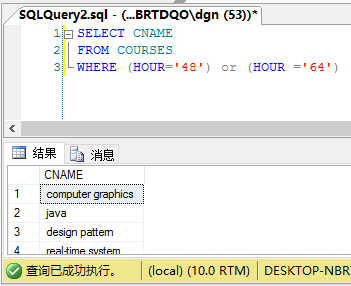 SQLQuery2.sql - (...BRTDQO\dgn (53))*
1 SELECT CNAME
2 FROM COURSES
3 WHERE (HOUR='48') or (HOUR ='64')
结果 消息
CNAME
1 computer graphics
2 java
3 design pattern
4 real-time system
查询已成功执行。 (local) (10.0 RTM) DESKTOP-NBR